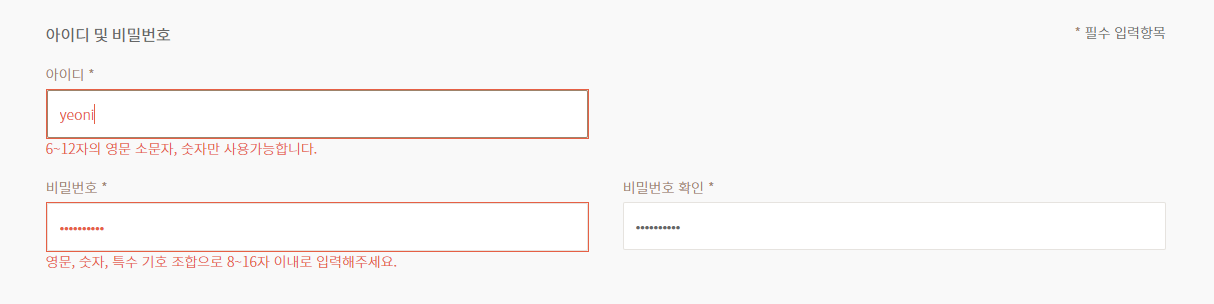 아이디 및 비밀번호
* 필수 입력항목
아이디 *
yeoni
6~12자의 영문 소문자, 숫자만 사용가능합니다.
비밀번호 *
비밀번호 확인 *
••••••••••
••••••••••
영문, 숫자, 특수 기호 조합으로 8~16자 이내로 입력해주세요.